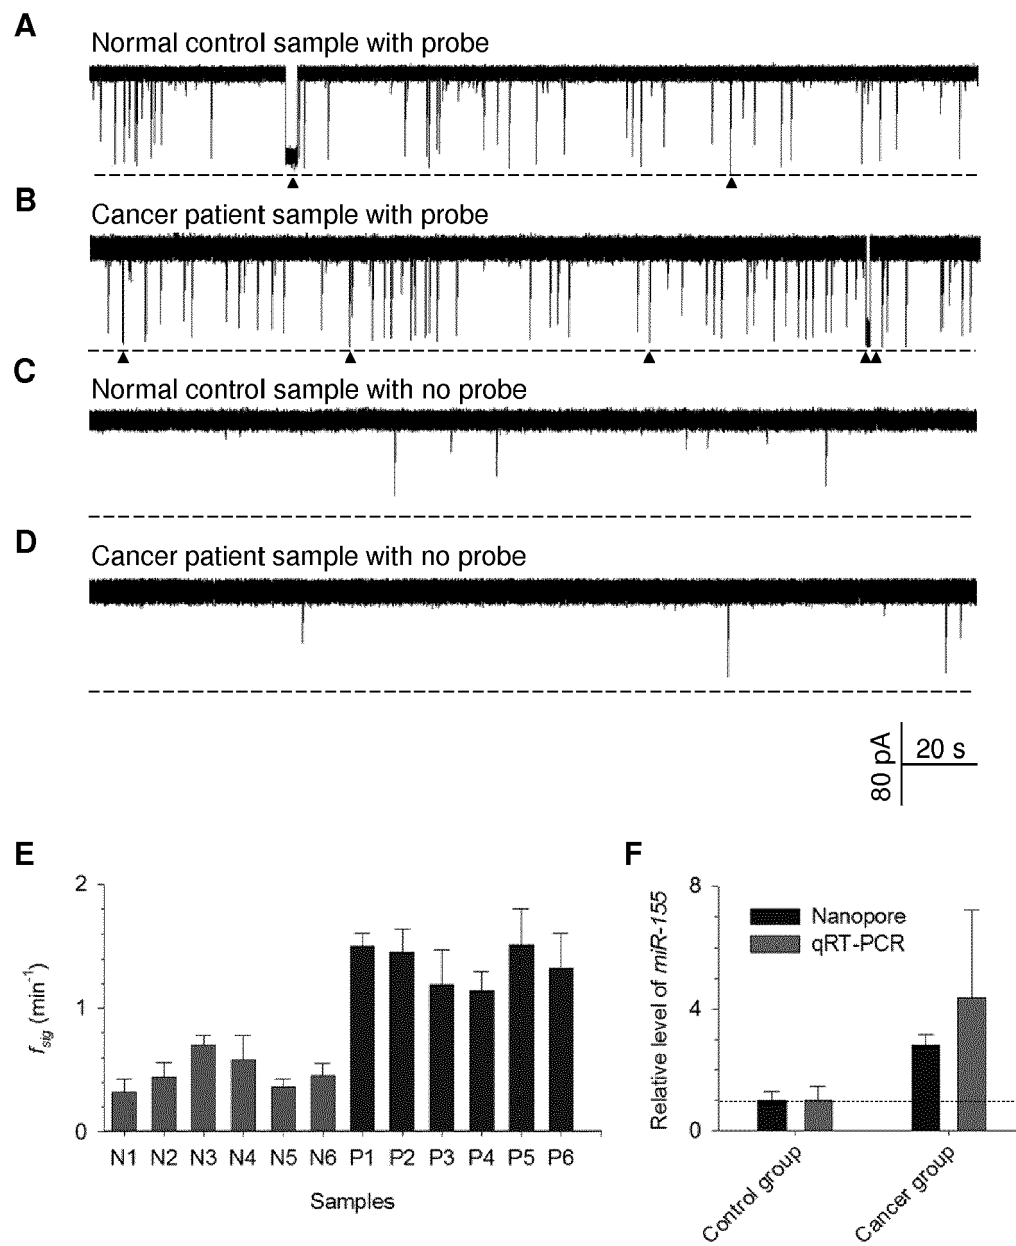 A
Normal control sample with probe
B
Cancer patient sample with probe
C
Normal control sample with no probe
D
Cancer patient sample with no probe
80 pA
20 s
E
2
1
0
fsig (min-1)
N1 N2 N3 N4 N5 N6 P1 P2 P3 P4 P5 P6
Samples
F
8
4
0
Relative level of miR-155
Nanopore
qRT-PCR
Control group
Cancer group